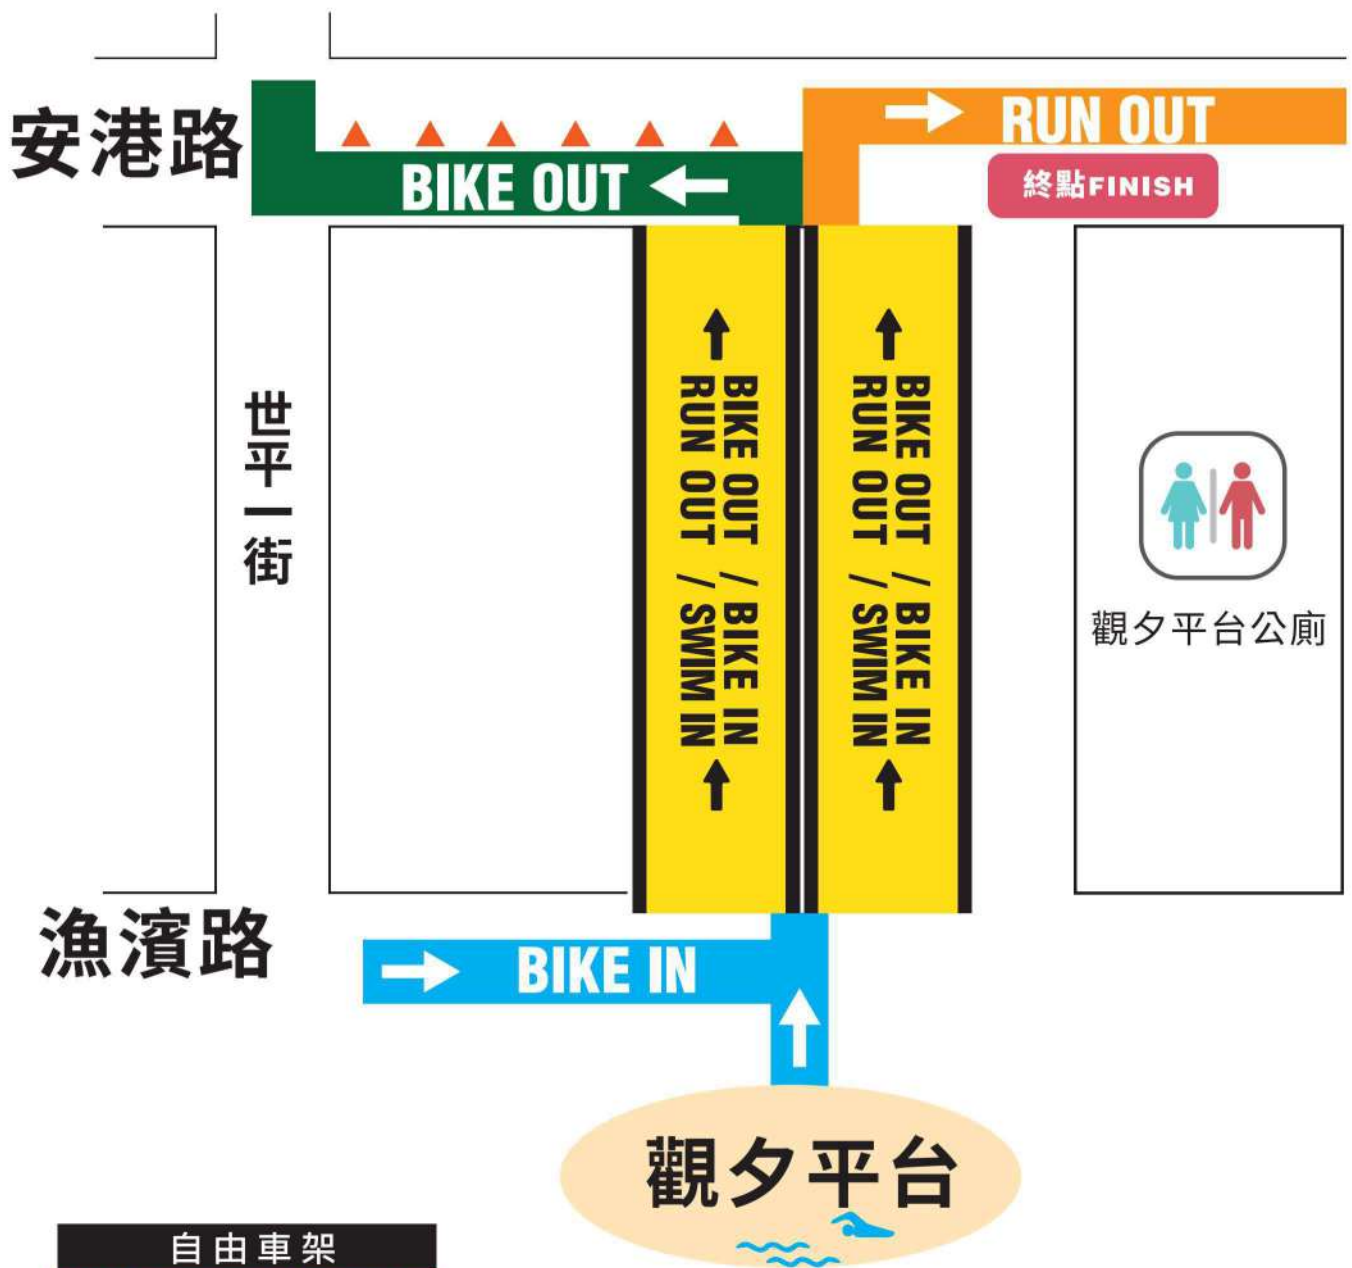 安港路
RUN OUT
終點FINISH
BIKE OUT
世平一街
BIKE OUT / BIKE IN
RUN OUT / SWIM IN
BIKE OUT / BIKE IN
RUN OUT / SWIM IN
觀夕平台公廁
漁濱路
BIKE IN
觀夕平台
自由車架